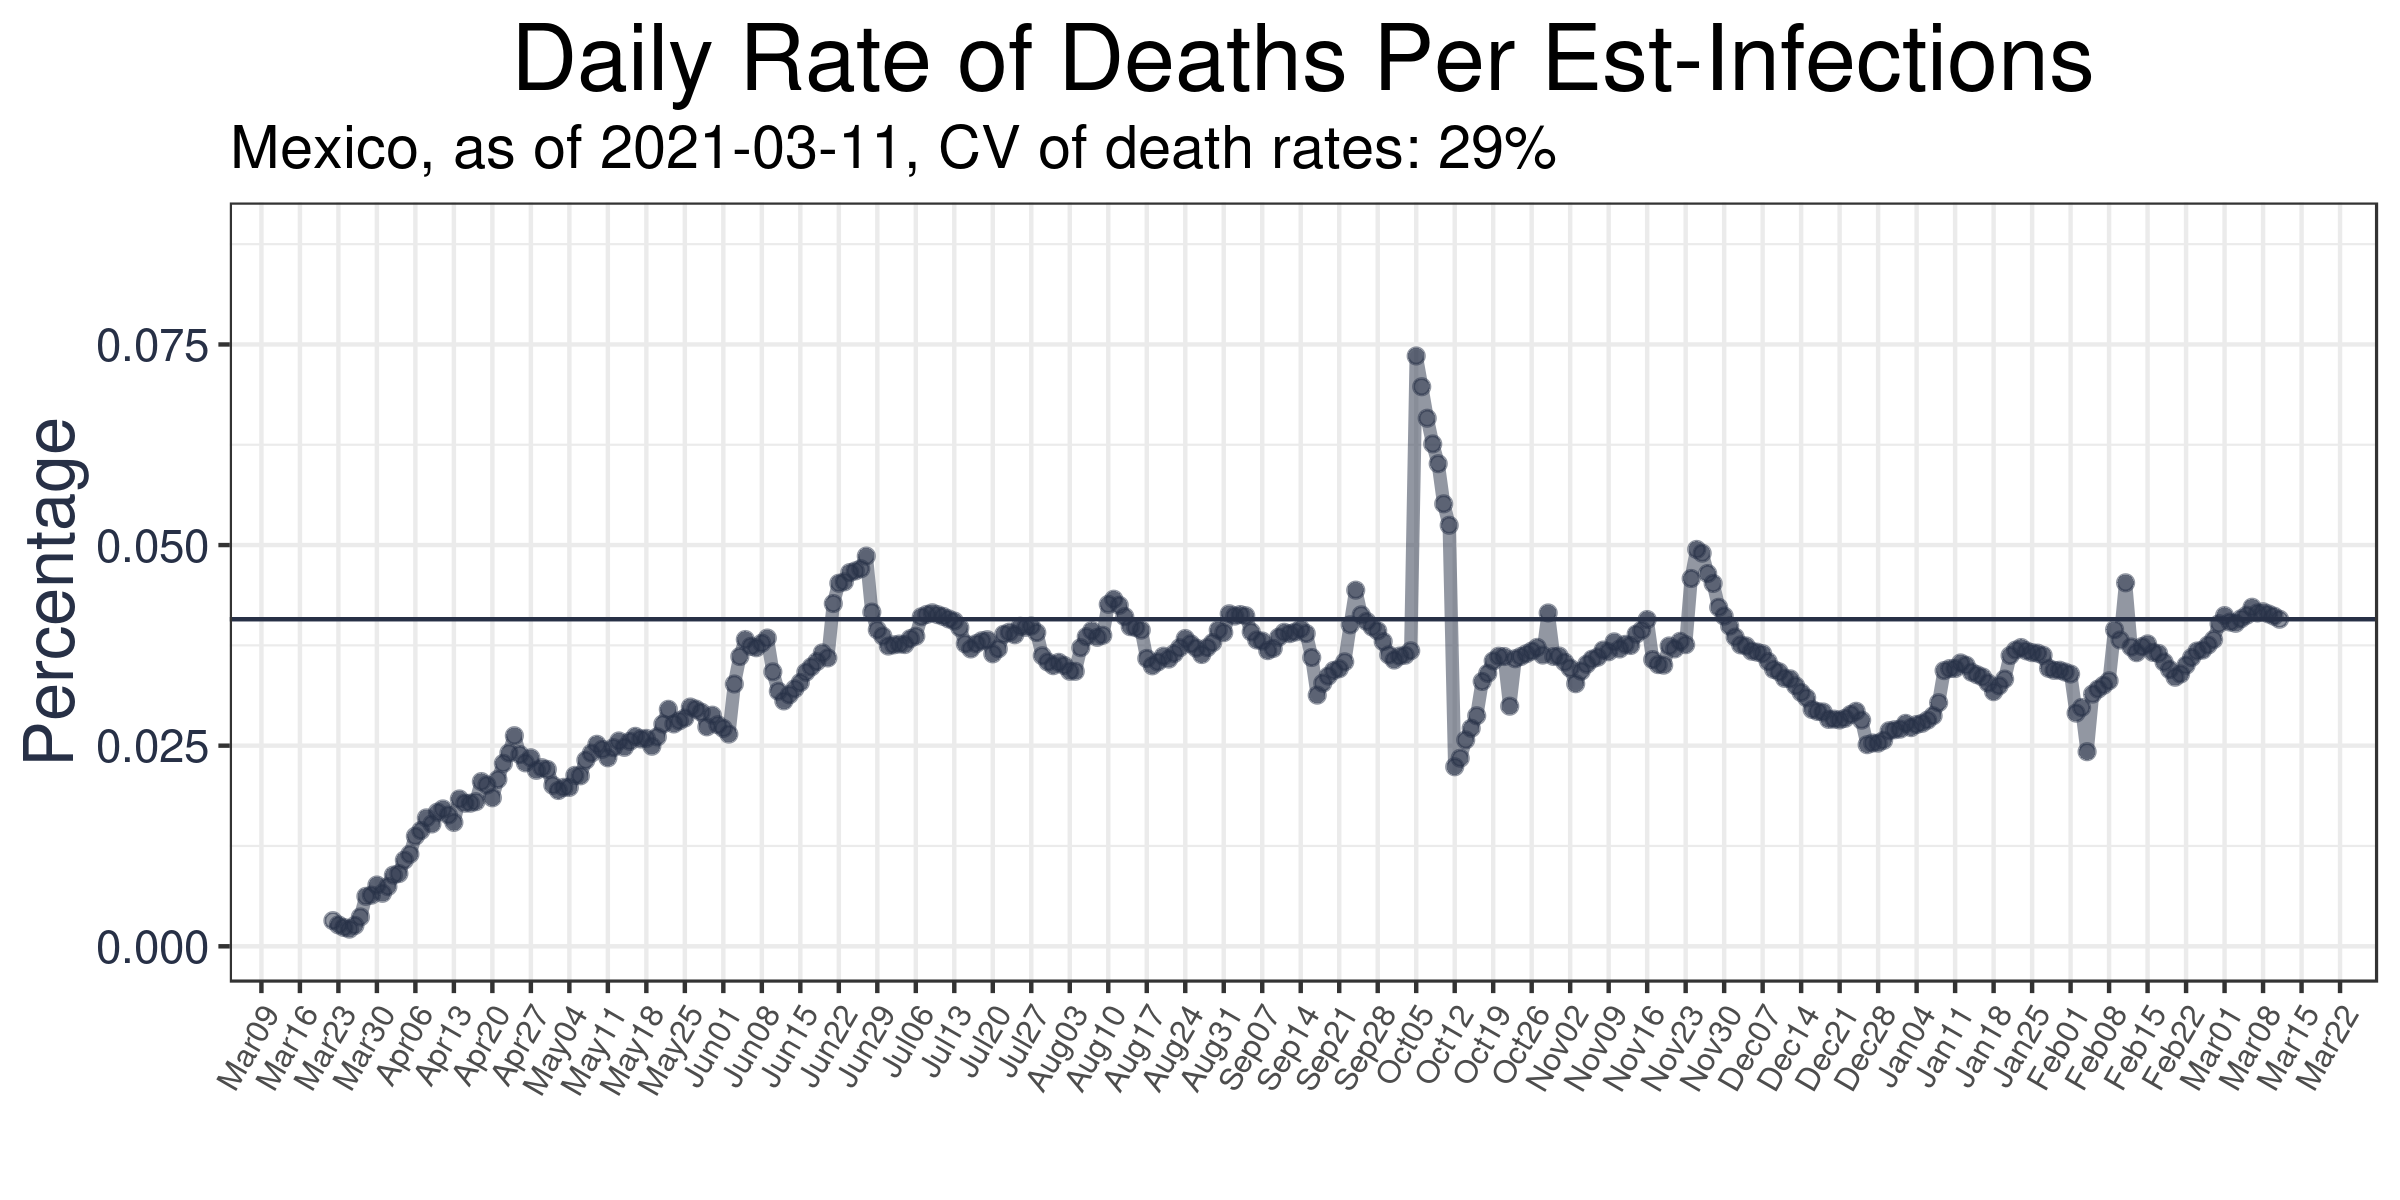 Daily Rate of Deaths Per Est-Infections
Mexico, as of 2021-03-11, CV of death rates: 29%
Percentage
0.075
0.050
0.025
0.000
Mar09 Mar16 Mar23 Mar30 Apr06 Apr13 Apr20 Apr27 May04 May11 May18 May25 Jun01 Jun08 Jun15 Jun22 Jun29 Jul06 Jul13 Jul20 Jul27 Aug03 Aug10 Aug17 Aug24 Aug31 Sep07 Sep14 Sep21 Sep28 Oct05 Oct12 Oct19 Oct26 Nov02 Nov09 Nov16 Nov23 Nov30 Dec07 Dec14 Dec21 Dec28 Jan04 Jan11 Jan18 Jan25 Feb01 Feb08 Feb15 Feb22 Mar01 Mar08 Mar15 Mar22